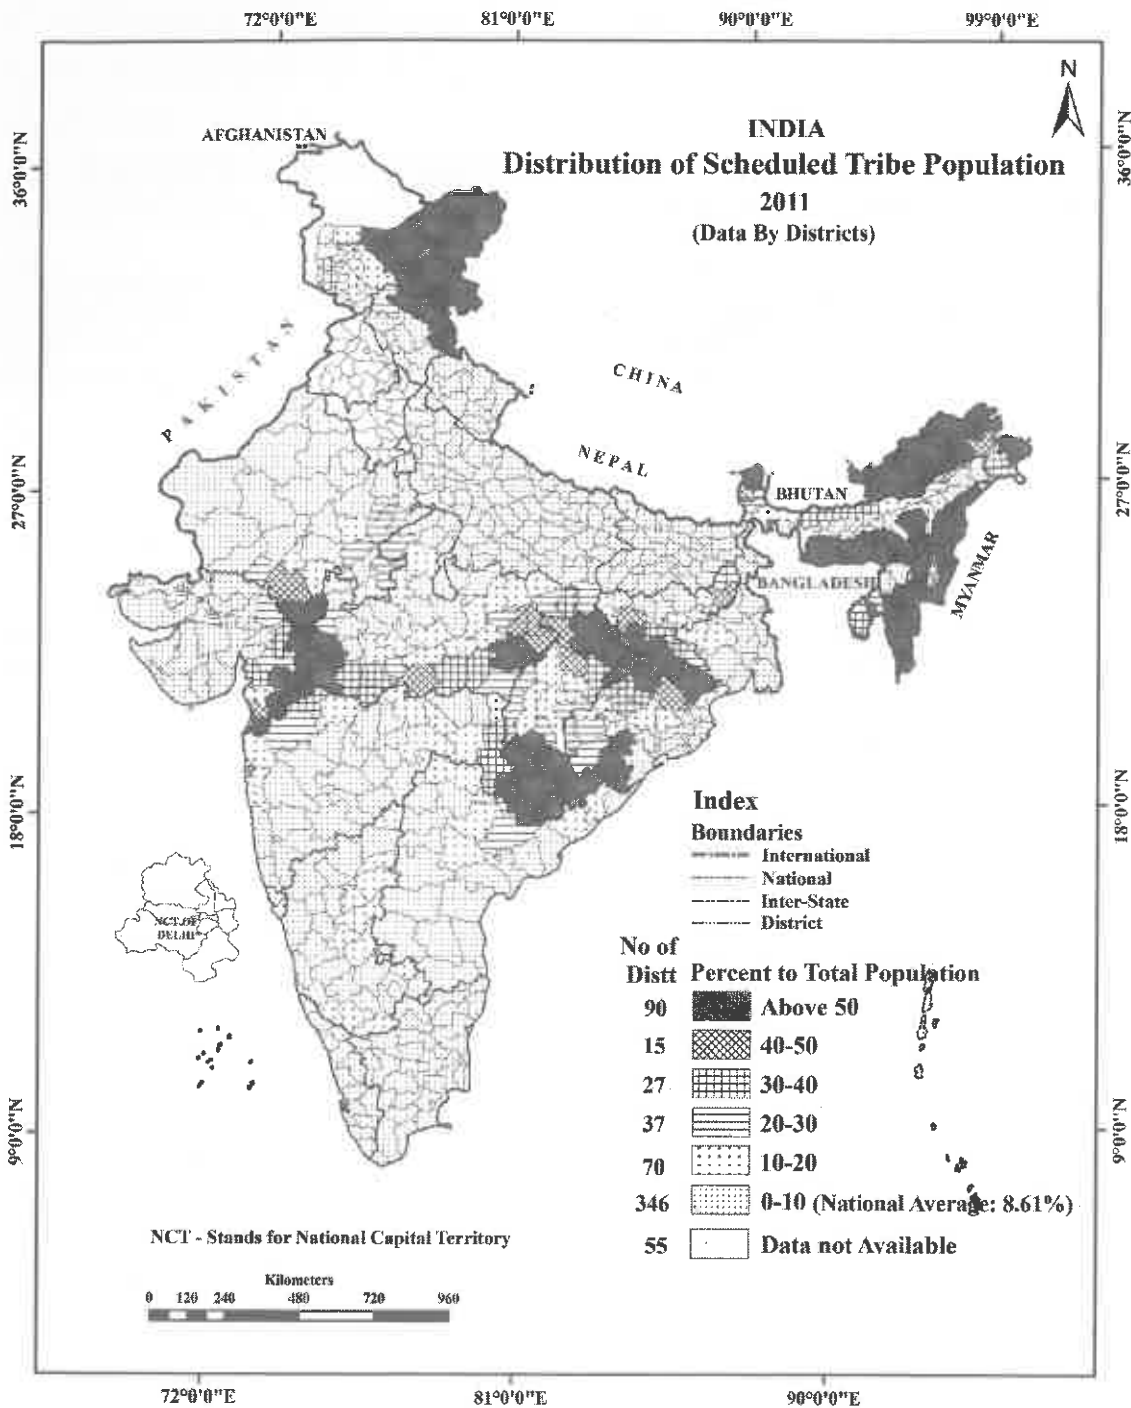 72°0'0"E 81°0'0"E 90°0'0"E 99°0'0"E
N
AFGHANISTAN
INDIA
Distribution of Scheduled Tribe Population
2011
(Data By Districts)
36°0'0"N 36°0'0"N
PAKISTAN
CHINA
NEPAL
BHUTAN
27°0'0"N 27°0'0"N
BANGLADESH
MYANMAR
18°0'0"N 18°0'0"N
Index
Boundaries
International
National
Inter-State
District
NCT OF
DELHI
No of
Distt Percent to Total Population
90 Above 50
15 40-50
27 30-40
37 20-30
70 10-20
346 0-10 (National Average: 8.61%)
55 Data not Available
9°0'0"N 9°0'0"N
NCT - Stands for National Capital Territory
Kilometers
0 120 240 480 720 960
72°0'0"E 81°0'0"E 90°0'0"E